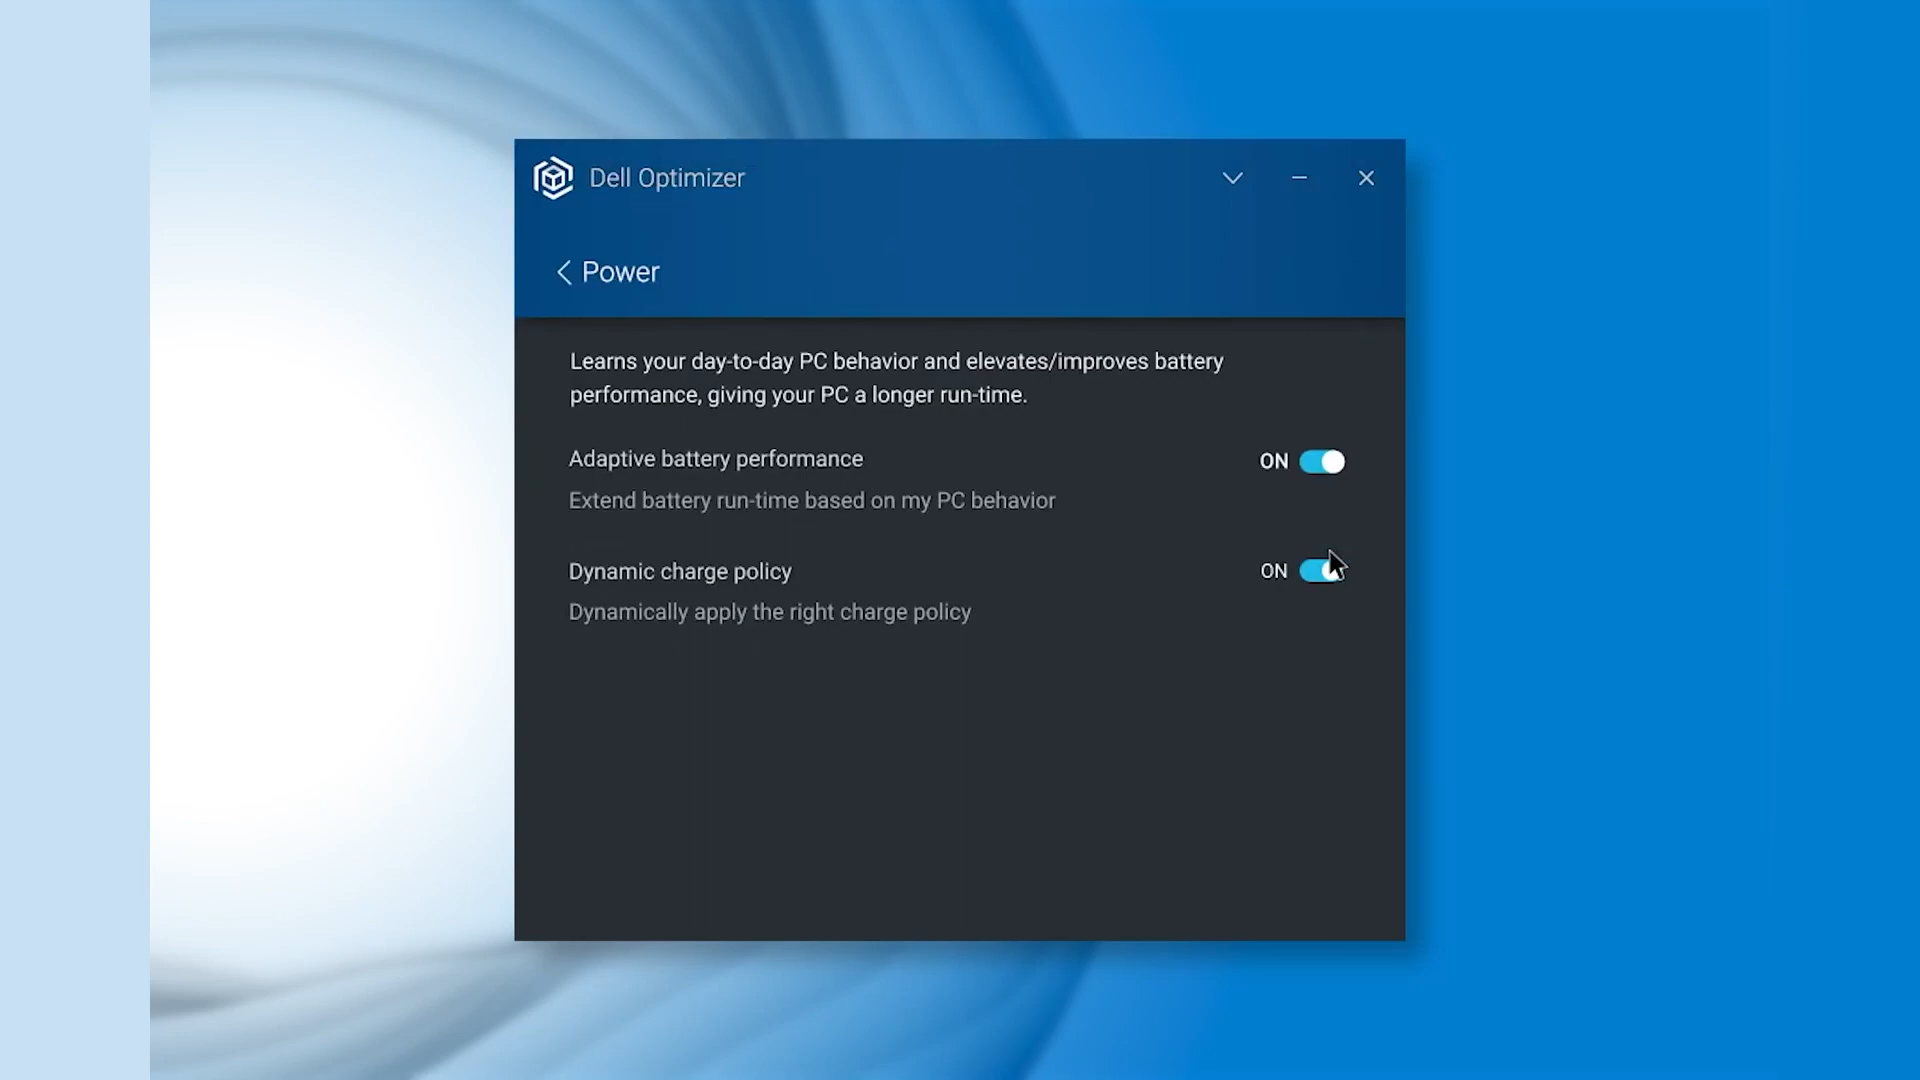 Dell Optimizer
Power
Learns your day-to-day PC behavior and elevates/improves battery
performance, giving your PC a longer run-time.
Adaptive battery performance
ON
Extend battery run-time based on my PC behavior
Dynamic charge policy
ON
Dynamically apply the right charge policy